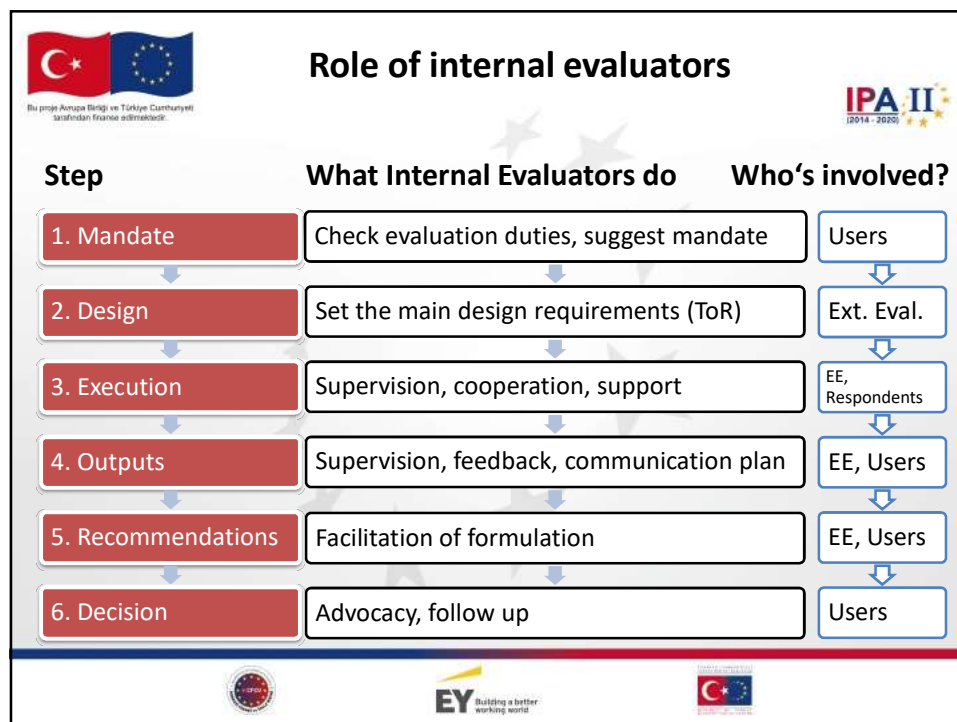 Role of internal evaluators
Bu proje Avrupa Birliği ve Türkiye Cumhuriyeti
tarafından finanse edilmektedir.
IPA II
(2014 - 2020)
Step What Internal Evaluators do Who‘s involved?
1. Mandate Check evaluation duties, suggest mandate Users
2. Design Set the main design requirements (ToR) Ext. Eval.
3. Execution Supervision, cooperation, support EE,
Respondents
4. Outputs Supervision, feedback, communication plan EE, Users
5. Recommendations Facilitation of formulation EE, Users
6. Decision Advocacy, follow up Users
CFCU
EY Building a better
working world